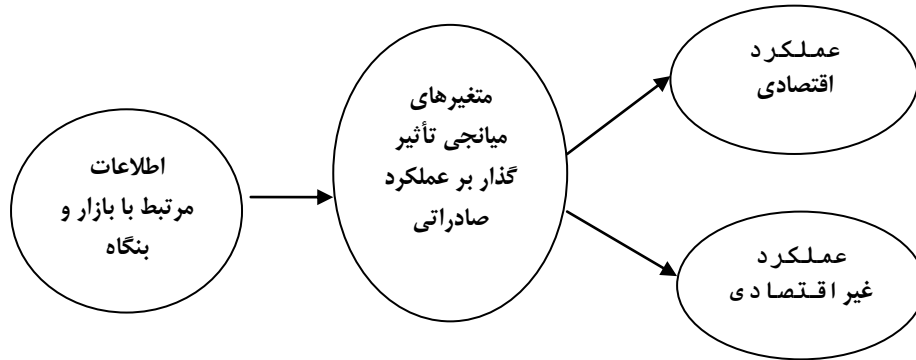 اطلاعات
مرتبط با بازار و
بنگاه
متغیرهای
میانجی تأثیر
گذار بر عملکرد
صادراتی
عملکرد
اقتصادی
عملکرد
غیر اقتصادی